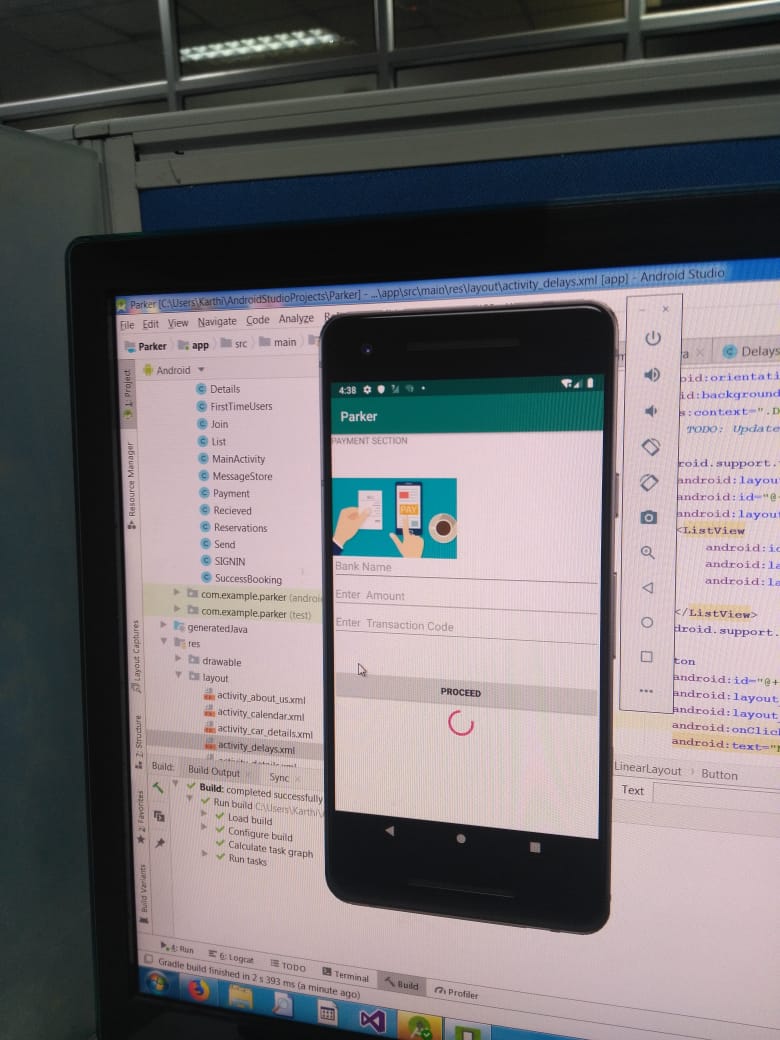 Parker [C:\Users\Karthi\AndroidStudioProjects\Parker] - ...\app\src\main\res\layout\activity_delays.xml [app] - Android Studio
File Edit View Navigate Code Analyze
Parker app src main
Delays
1: Project
Resource Manager
Layout Captures
Z: Structure
2: Favorites
Build Variants
Android
Details
FirstTimeUsers
Join
List
MainActivity
MessageStore
Payment
Recieved
Reservations
Send
SIGNIN
SuccessBooking
com.example.parker
com.example.parker (test)
generatedJava
res
drawable
layout
activity_about_us.xml
activity_calendar.xml
activity_car_details.xml
activity_delays.xml
4:38
Parker
PAYMENT SECTION
PAY
Bank Name
Enter Amount
Enter Transaction Code
PROCEED
oid:orientat
id:background
s:context=".D
TODO: Update
roid.support.
android:layou
android:id="@
android:layou
<ListView
android:id
android:la
android:la
</ListView>
droid.support.
ton
android:id="@+
android:layout
android:layout
android:onClic
android:text="
LinearLayout › Button
Text
Build: Build Output × Sync ×
Build: completed successfully
Run build C:\Users\Karthi\
Load build
Configure build
Calculate task graph
Run tasks
4: Run 6: Logcat TODO Terminal Build Profiler
Gradle build finished in 2 s 393 ms (a minute ago)